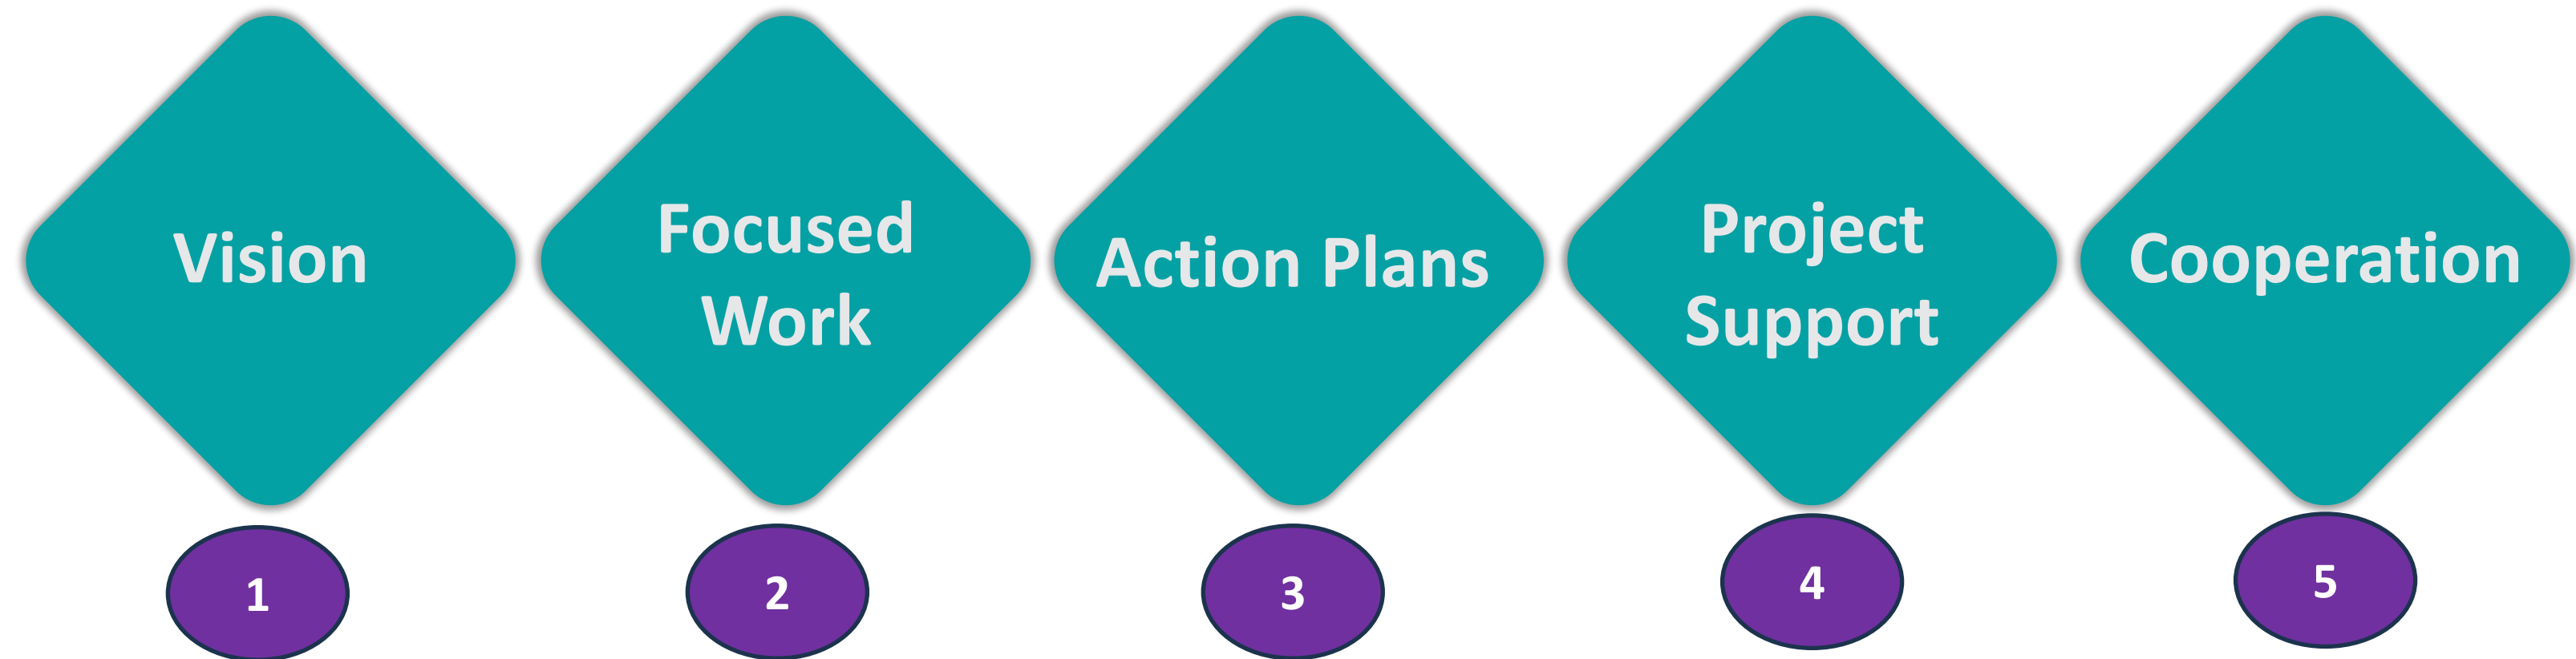 Vision
Focused
Work
Action Plans
Project
Support
Cooperation
1
2
3
4
5